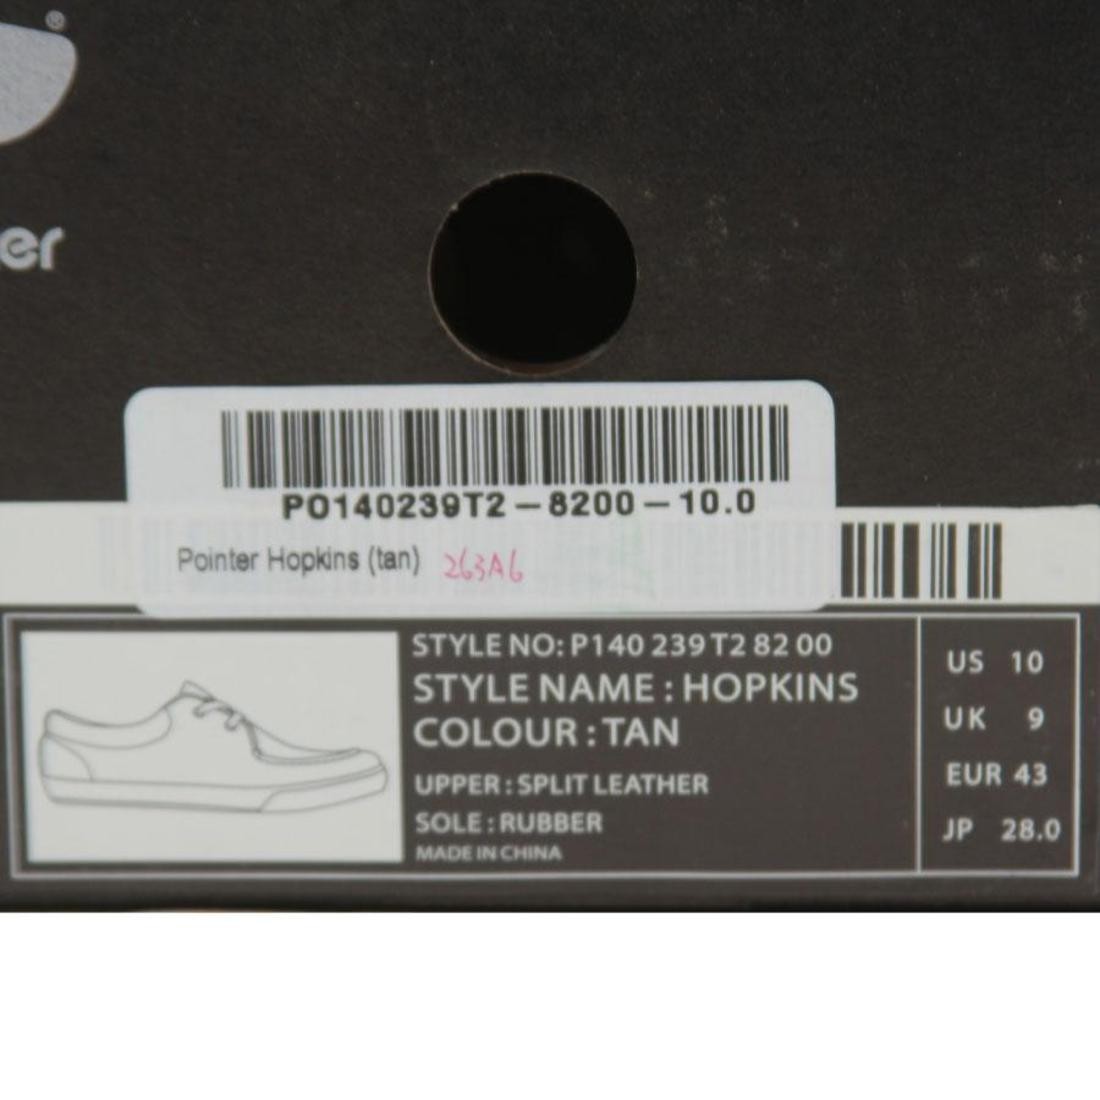 ®
er
PO140239T2-8200-10.0
Pointer Hopkins (tan) 263A6
STYLE NO: P140 239 T2 82 00
STYLE NAME : HOPKINS
COLOUR : TAN
UPPER : SPLIT LEATHER
SOLE : RUBBER
MADE IN CHINA
US 10
UK 9
EUR 43
JP 28.0